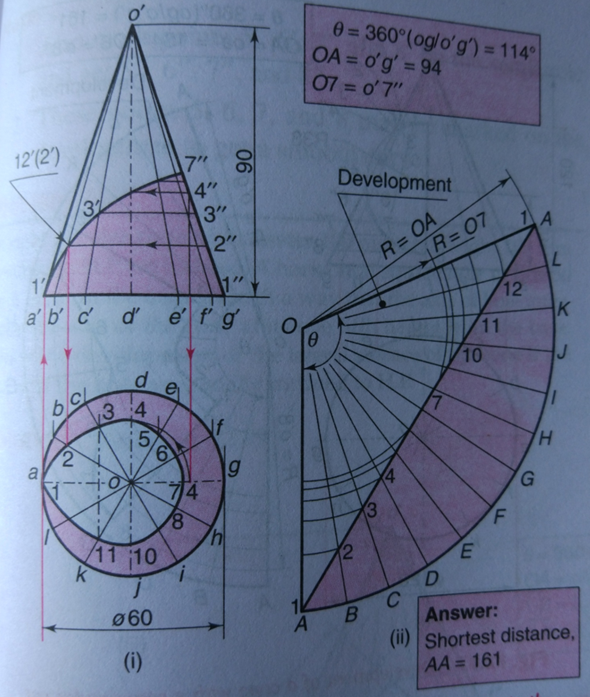 o'
θ = 360°(og/o'g') = 114°
OA = o'g' = 94
O7 = o'7''
12'(2')
7''
4''
3'
3''
2''
90
1'
1''
a' b' c' d' e' f' g'
Development
R = OA
R = O7
1 A
L
12
K
11
J
10
I
7
H
G
4
F
3
E
2
D
C
B
1
A
O
θ
d
c
e
b
3 4
f
5
2
6
a
o
g
1
7 4
8
l
h
11 10
k
j
i
ø60
(i)
(ii)
Answer:
Shortest distance,
AA = 161